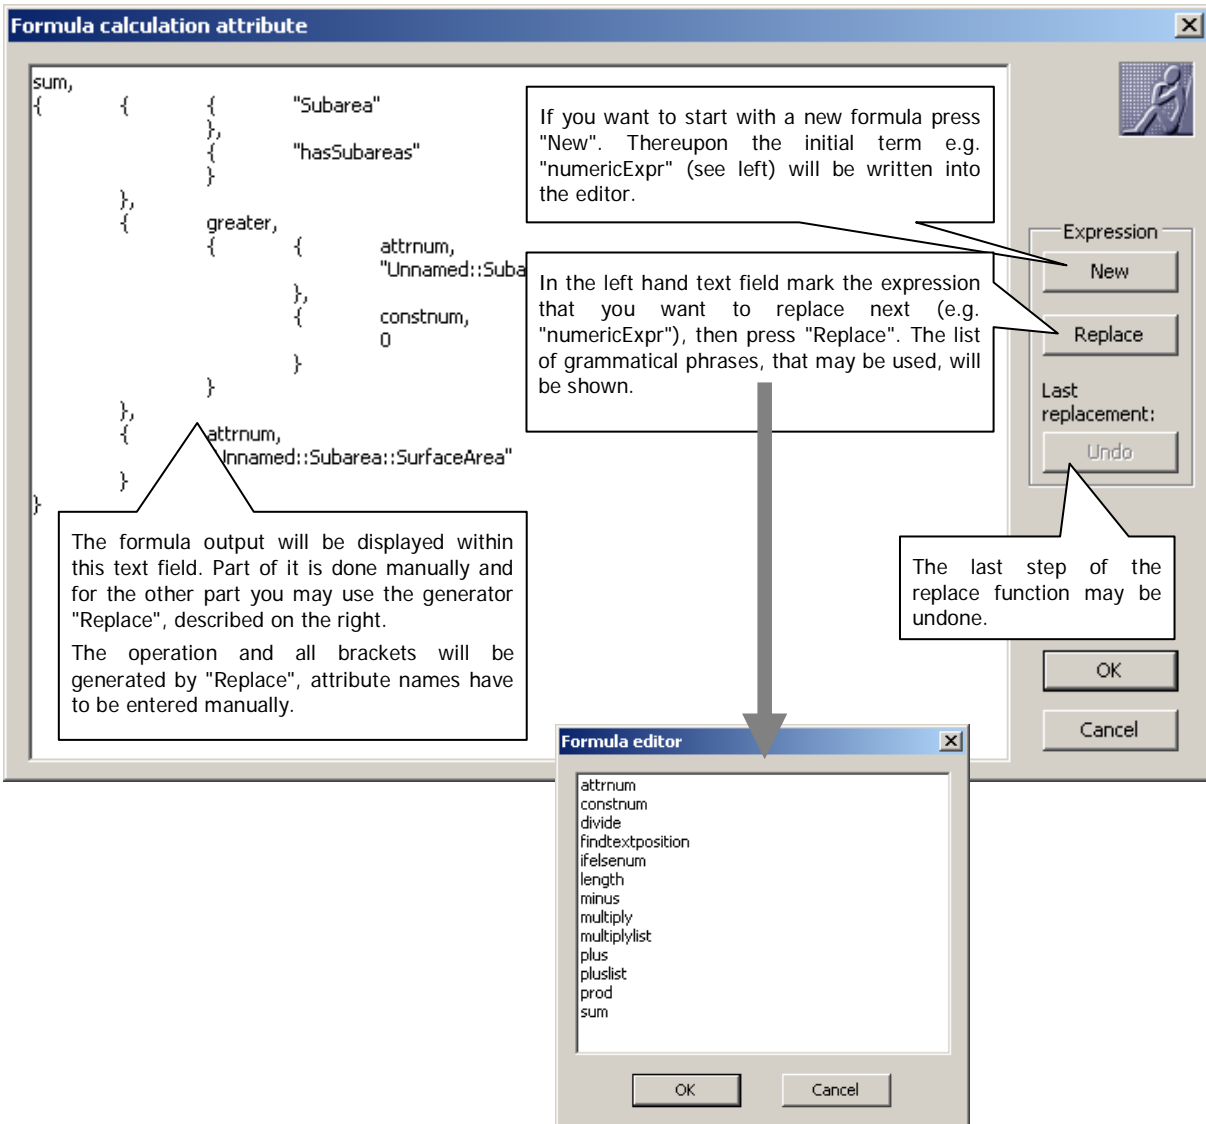 Formula calculation attribute
sum,
{ { { "Subarea"
},
{ "hasSubareas"
}
},
{ greater,
{ { attrnum,
"Unnamed::Suba
},
{ constnum,
0
}
}
},
{ attrnum,
nnamed::Subarea::SurfaceArea"
}
}
If you want to start with a new formula press
"New". Thereupon the initial term e.g.
"numericExpr" (see left) will be written into
the editor.
In the left hand text field mark the expression
that you want to replace next (e.g.
"numericExpr"), then press "Replace". The list
of grammatical phrases, that may be used, will
be shown.
The formula output will be displayed within
this text field. Part of it is done manually and
for the other part you may use the generator
"Replace", described on the right.
The operation and all brackets will be
generated by "Replace", attribute names have
to be entered manually.
Expression
New
Replace
Last
replacement:
Undo
The last step of the
replace function may be
undone.
OK
Cancel
Formula editor
attrnum
constnum
divide
findtextposition
ifelsenum
length
minus
multiply
multiplylist
plus
pluslist
prod
sum
OK Cancel